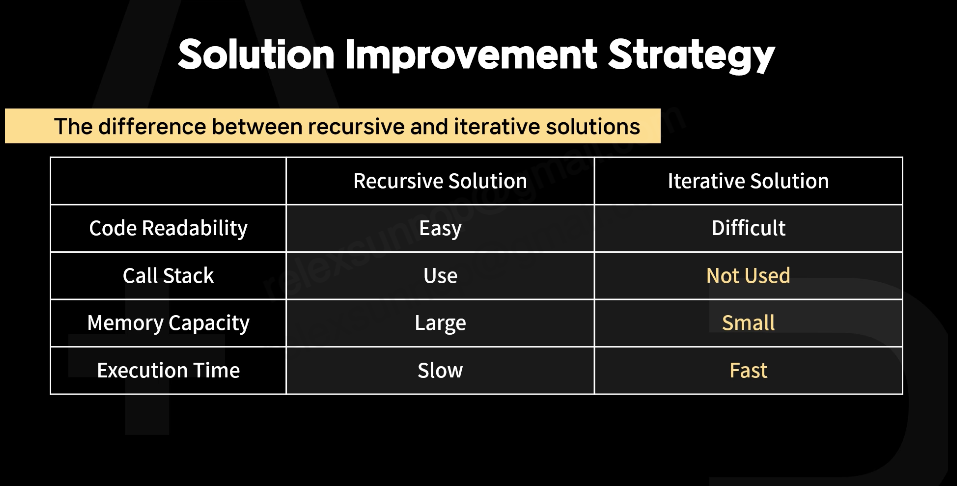 Solution Improvement Strategy
The difference between recursive and iterative solutions
Recursive Solution Iterative Solution
Code Readability Easy Difficult
Call Stack Use Not Used
Memory Capacity Large Small
Execution Time Slow Fast